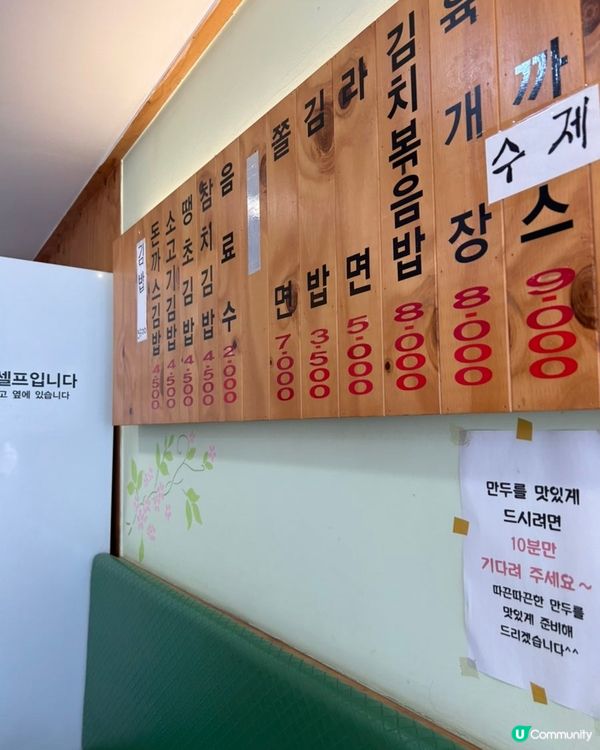 셀프입니다
고 옆에 있습니다
김밥
돈까스김밥 4.500
소고기김밥 4.500
땡초김밥 4.500
참치김밥 4.500
음료수 2.000
쫄면 7.000
김밥 3.500
라면 5.000
김치볶음밥 8.000
육개장 8.000
수제
까스 9.000
만두를 맛있게
드시려면
10분만
기다려 주세요~
따끈따끈한 만두를
맛있게 준비해
드리겠습니다^^
U Community